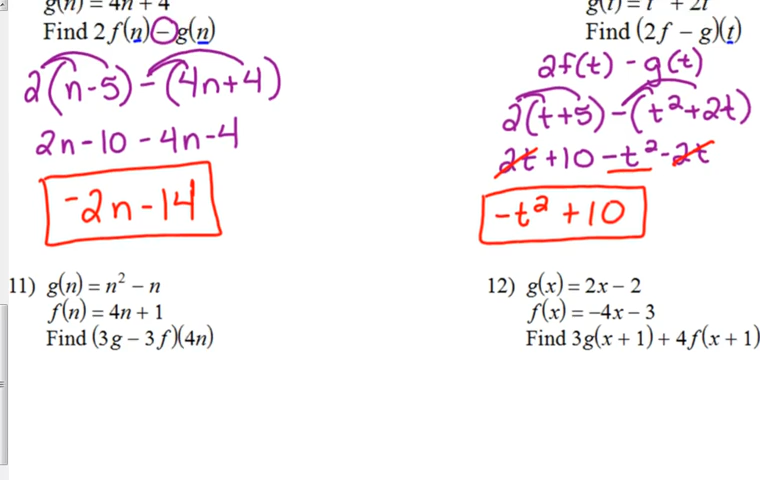 g(n) = 4n + 4
Find 2f(n) − g(n)
2(n-5) - (4n+4)
2n - 10 - 4n - 4
-2n - 14
g(t) = t² + 2t
Find (2f − g)(t)
2f(t) - g(t)
2(t+5) - (t²+2t)
2t + 10 - t² - 2t
-t² + 10
11) g(n) = n² − n
f(n) = 4n + 1
Find (3g − 3f)(4n)
12) g(x) = 2x − 2
f(x) = −4x − 3
Find 3g(x + 1) + 4f(x + 1)